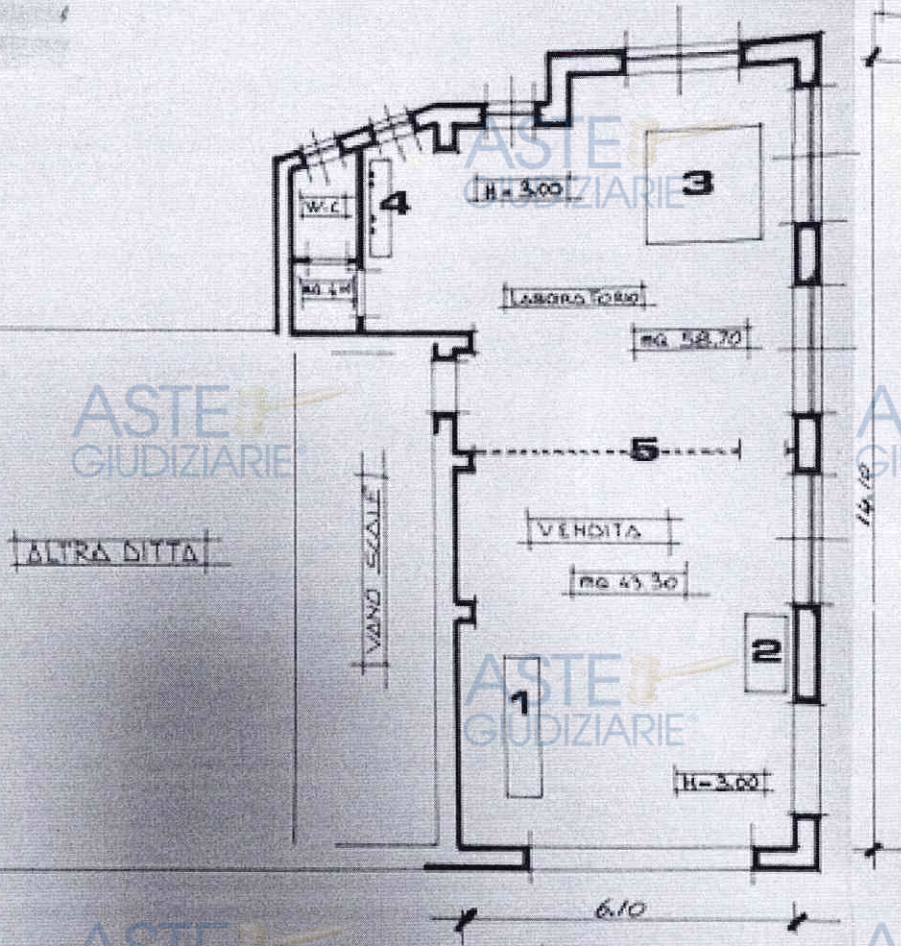 3
H= 3.00
4
W.C
LABORATORIO
mQ 58.70
5
VENDITA
mQ 43.30
ALTRA DITTA
VANO SCALE
14.10
2
1
H=3.00
6.10
ASTE
GIUDIZIARIE®
ASTE
GIUDIZIARIE®
ASTE
GIUDIZIARIE®